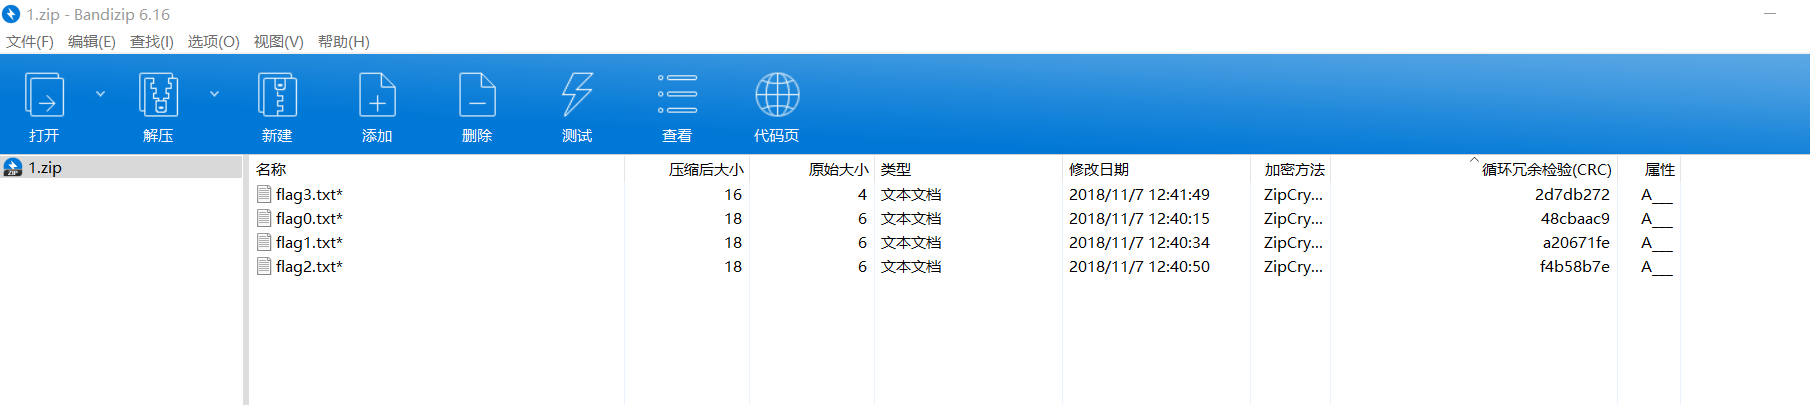 1.zip - Bandizip 6.16
文件(F) 编辑(E) 查找(I) 选项(O) 视图(V) 帮助(H)
打开 解压 新建 添加 删除 测试 查看 代码页
1.zip
名称 压缩后大小 原始大小 类型 修改日期 加密方法 循环冗余检验(CRC) 属性
flag3.txt* 16 4 文本文档 2018/11/7 12:41:49 ZipCry... 2d7db272 A___
flag0.txt* 18 6 文本文档 2018/11/7 12:40:15 ZipCry... 48cbaac9 A___
flag1.txt* 18 6 文本文档 2018/11/7 12:40:34 ZipCry... a20671fe A___
flag2.txt* 18 6 文本文档 2018/11/7 12:40:50 ZipCry... f4b58b7e A___